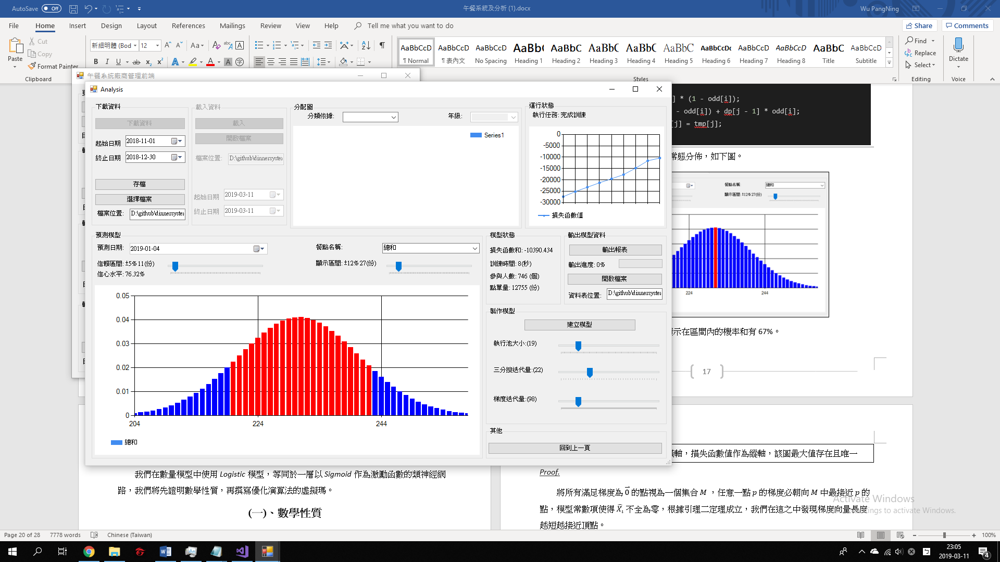 AutoSave Off 午餐系統及分析 (1).docx Wu PangNing
File Home Insert Design Layout References Mailings Review View Help Tell me what you want to do Share Comments
Paste Cut Copy Format Painter Clipboard
新細明體 (Bod 12
AaBbCcD AaBbCcD AaBbCcD AaBb( AaBbC AaBbC AaBbC AaBbC AaBbCcDc AaBbCcD AaBbCcD AaBbC AaBbCcD
¶ Normal ¶ 表內文 No Spacing Heading 1 Heading 2 Heading 3 Heading 4 Heading 5 Heading 6 Heading 7 Heading 8 Title Subtitle
Styles
Find Replace Select Editing
Dictate Voice
午餐系統廠商管理前端
Analysis
下載資料
下載資料
起始日期 2018-11-01
終止日期 2018-12-30
存檔
選擇檔案
檔案位置: D:\github\dinnersyster
載入資料
載入
開啟檔案
檔案位置: D:\github\dinnersyster
起始日期 2019-03-11
終止日期 2019-03-11
分配圖
分類依據: 年級:
Series1
運行狀態
執行任務: 完成訓練
0
-5000
-10000
-15000
-20000
-25000
-30000
損失函數值
預測模型
預測日期: 2019-01-04 餐點名稱: 總和
信賴區間: ±5% 11(份) 顯示區間: ±12% 27(份)
信心水平: 76.32%
0.05
0.04
0.03
0.02
0.01
0
204 224 244
總和
模型狀態
損失函數和: -10390.434
訓練時間: 8(秒)
參與人數: 746 (個)
點單量: 12755 (份)
輸出模型資料
輸出報表
輸出進度: 0%
開啟檔案
資料表位置: D:\github\dinnersyster
製作模型
建立模型
執行池大小:(19)
三分搜迭代量:(22)
梯度迭代量:(98)
其他
回到上一頁
] * (1 - odd[i]);
- odd[i]) + dp[j - 1] * odd[i];
[j] = tmp[j];
常態分佈，如下圖。
餐點名稱: 總和
顯示區間: ±12% 27(份)
224 244
示在區間內的機率和有 67%。
17
軸，損失函數值作為縱軸，該圖最大值存在且唯一
我們在數量模型中使用 Logistic 模型，等同於一層以 Sigmoid 作為激勵函數的類神經網
路，我們將先證明數學性質，再撰寫優化演算法的虛擬碼。
(一)、數學性質
Proof.
將所有滿足梯度為 0 的點視為一個集合 M ，任意一點 p 的梯度必朝向 M 中最接近 p 的
點，模型常數項使得 X̂ᵢ 不全為零，根據引理二定理成立，我們在這之中發現梯度向量長度
越短越接近頂點。
Activate Windows
ings to activate Windows.
Page 20 of 28 7778 words Chinese (Taiwan) 100%
23:05
2019-03-11
4